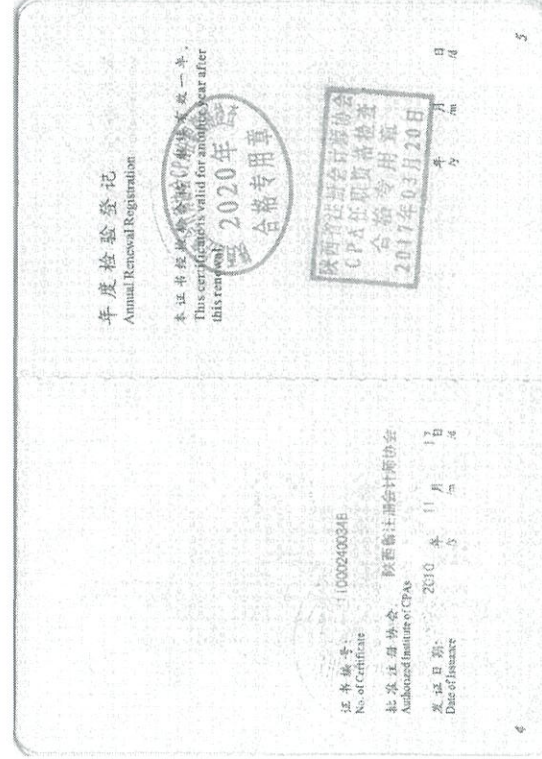 证书编号: 110002400348
No. of Certificate
批准注册协会: 陕西省注册会计师协会
Authorized Institute of CPAs
发证日期: 2010 年 11 月 17 日
Date of Issuance /y /m /d
4
年度检验登记
Annual Renewal Registration
本证书经检验合格,继续有效一年。
This certificate is valid for another year after
this renewal.
2020年
合格专用章
陕西省注册会计师协会
CPA任职资格检查
合格专用章
2017年03月20日
年 月 日
/y /m /d
5